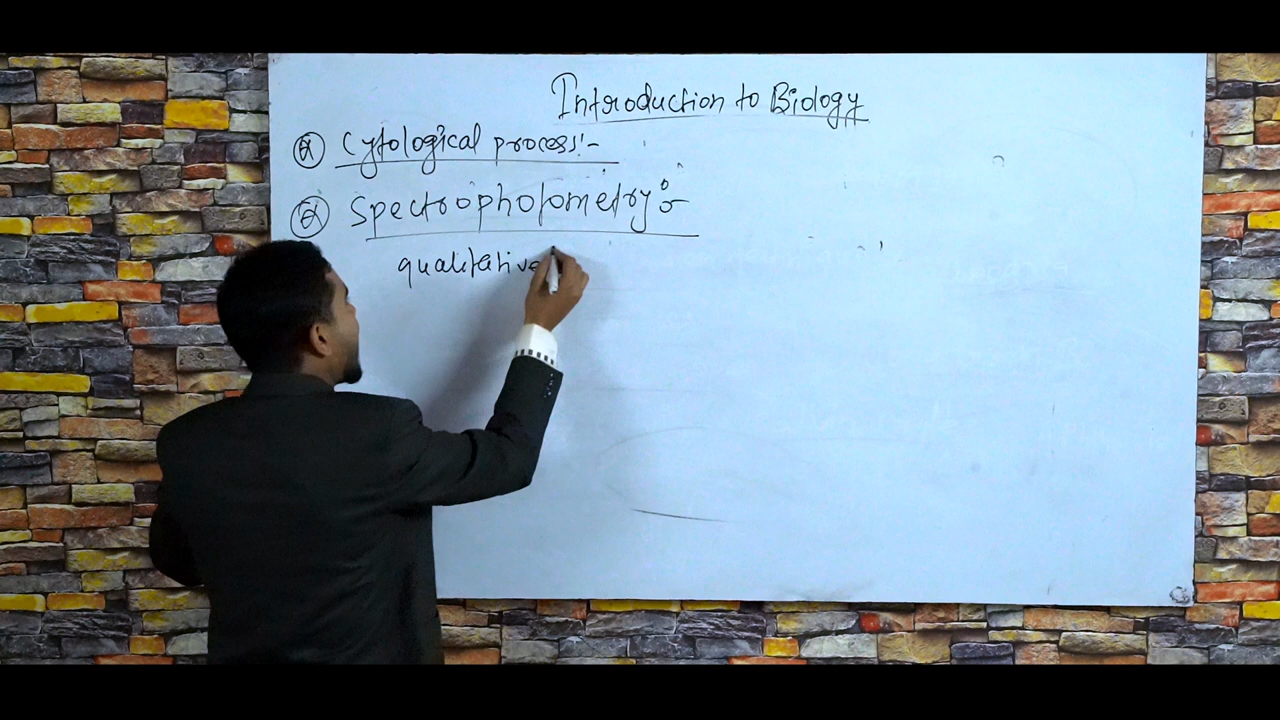 Introduction to Biology
Cytological process:-
Spectrophotometry:-
qualitative